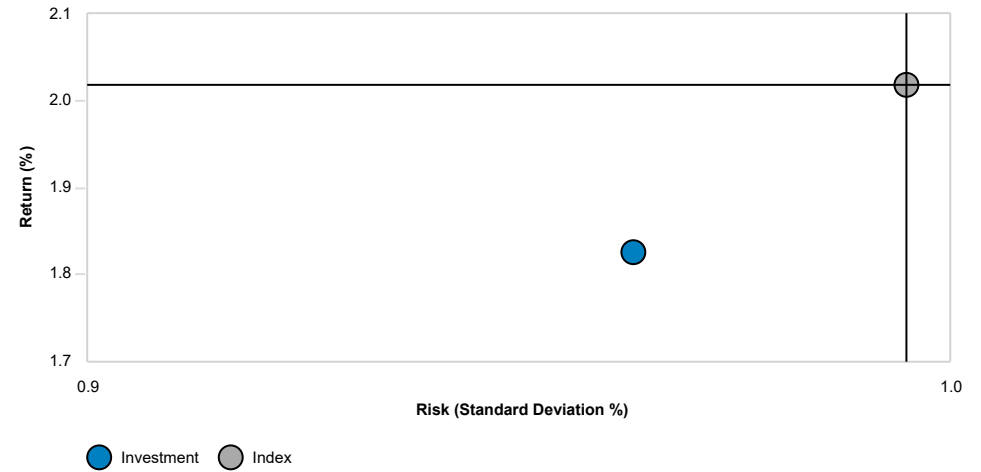 2.1
2.0
1.9
1.8
1.7
Return (%)
0.9
1.0
Risk (Standard Deviation %)
Investment
Index